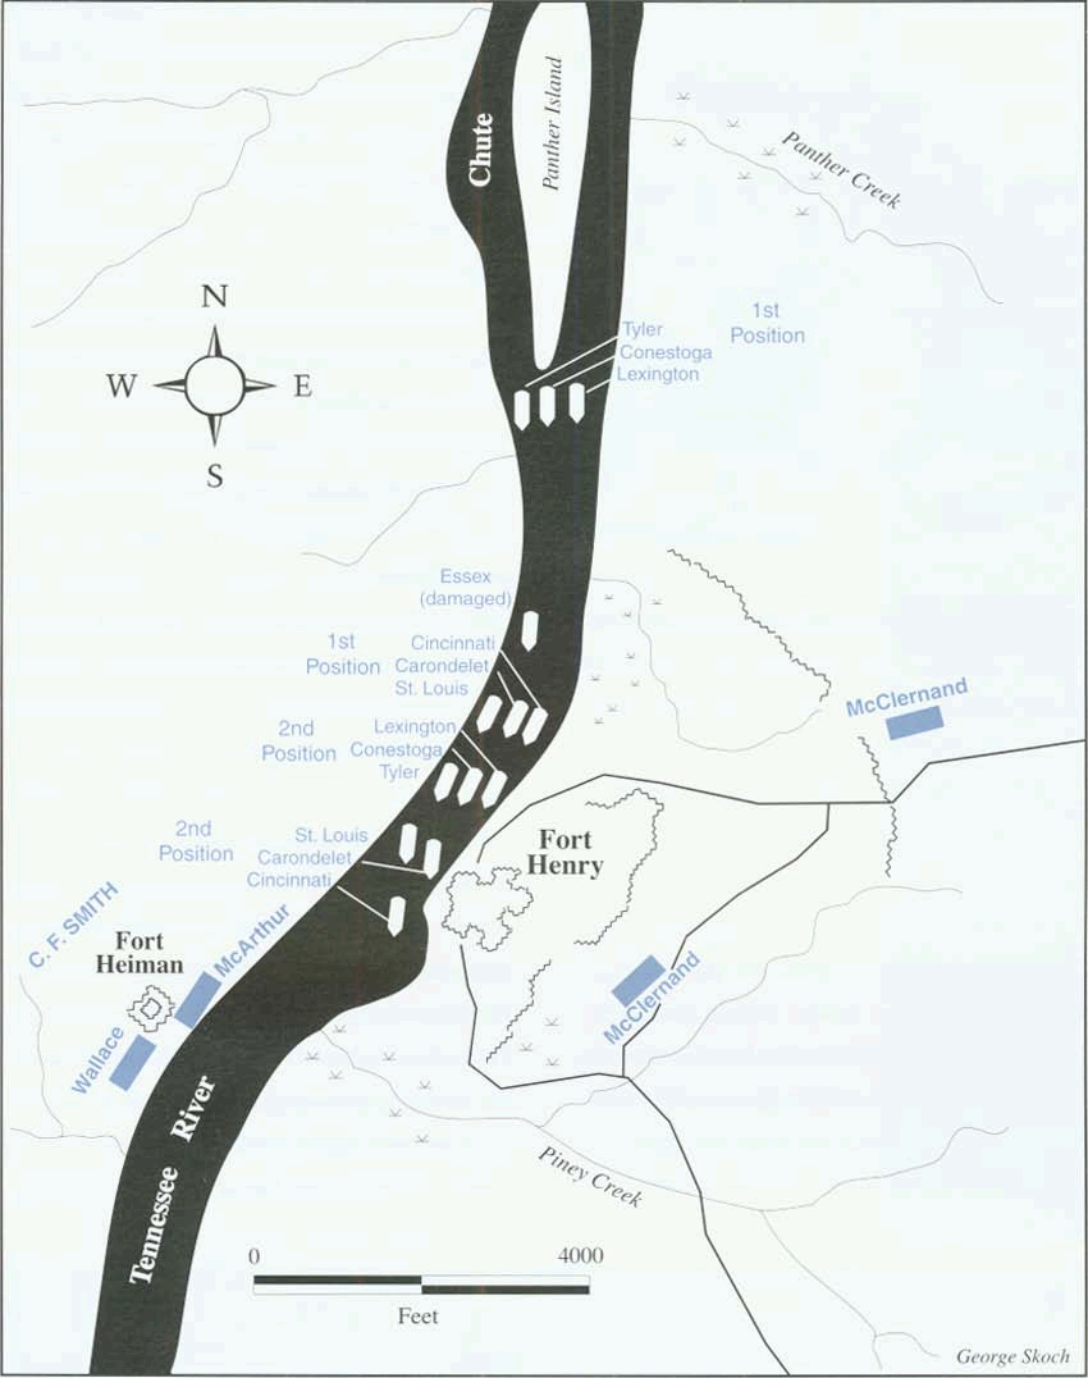 Chute
Panther Island
Panther Creek
N
W
E
S
Tyler
Conestoga
Lexington
1st
Position
Essex
(damaged)
1st
Position
Cincinnati
Carondelet
St. Louis
2nd
Position
Lexington
Conestoga
Tyler
McClernand
2nd
Position
St. Louis
Carondelet
Cincinnati
Fort
Henry
C. F. SMITH
Fort
Heiman
McArthur
Wallace
McClernand
Tennessee River
Piney Creek
0
4000
Feet
George Skoch